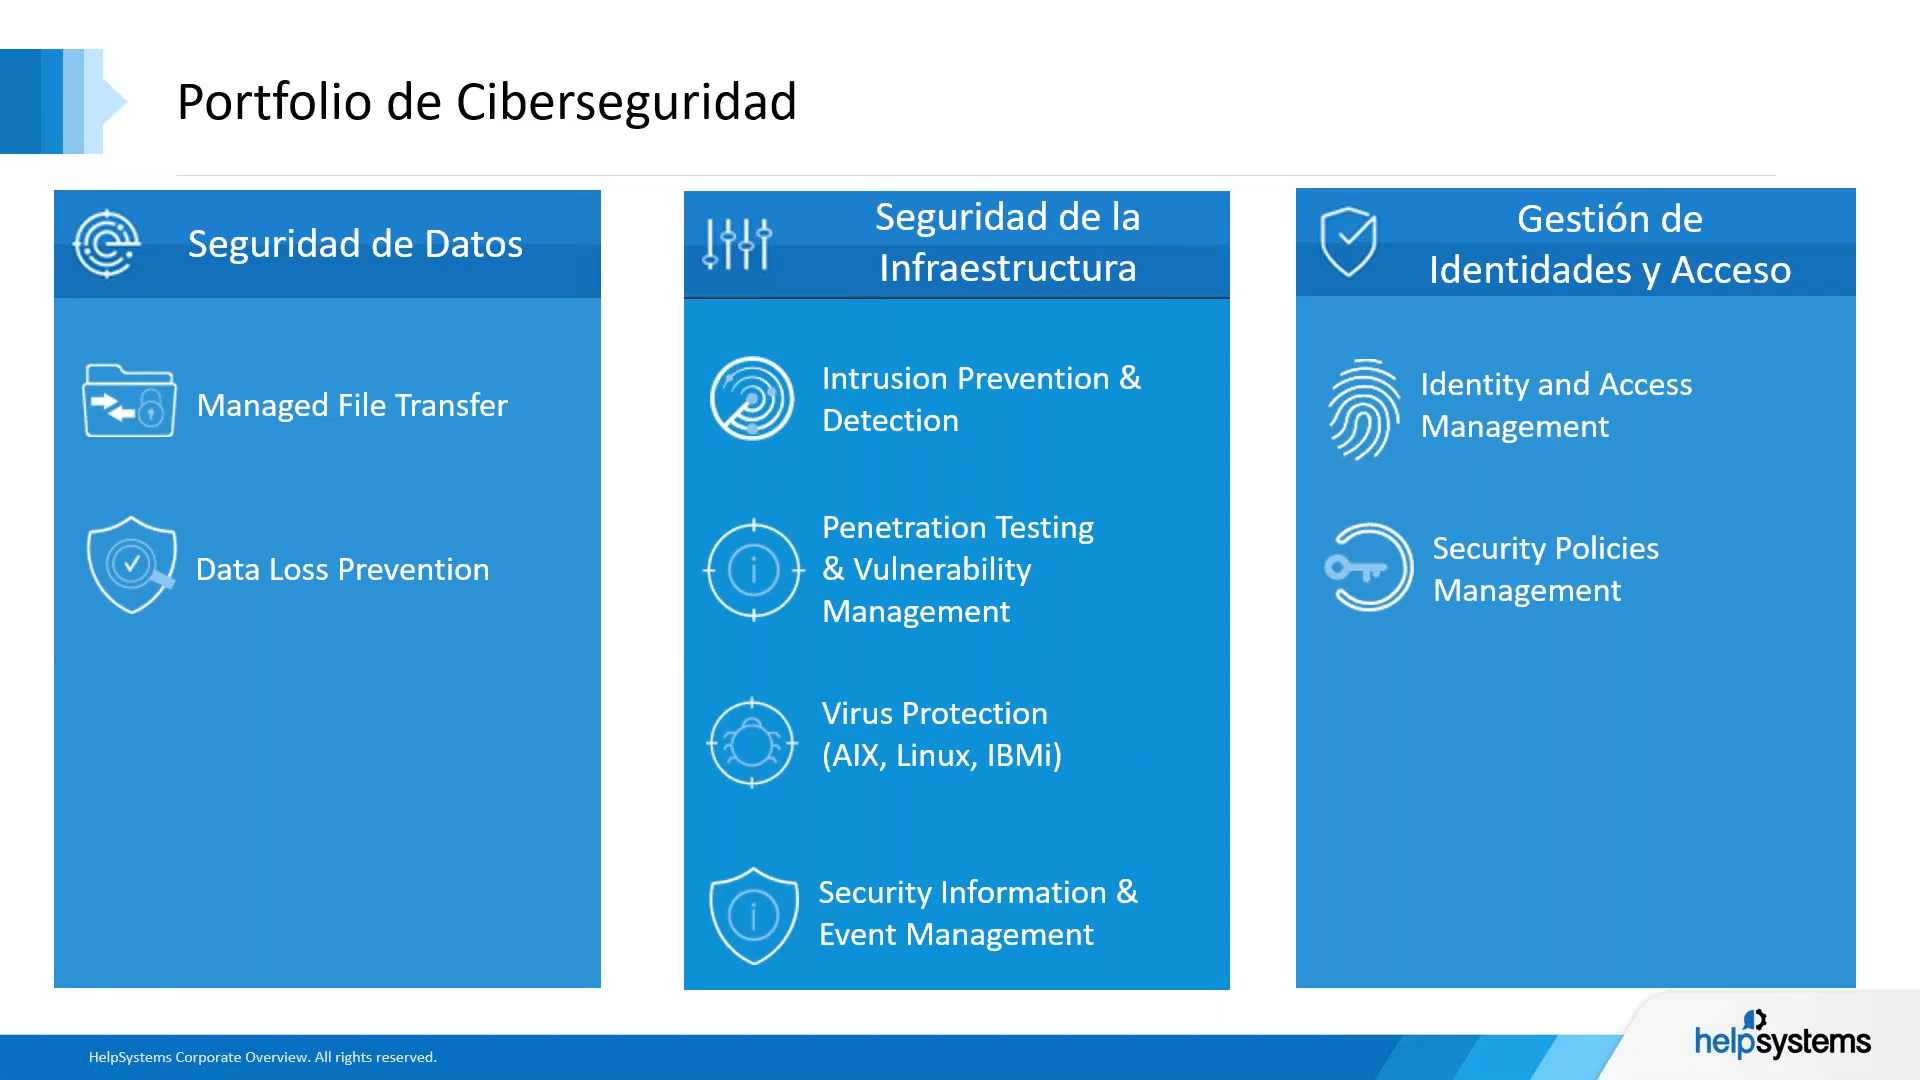 Portfolio de Ciberseguridad
Seguridad de Datos
Managed File Transfer
Data Loss Prevention
Seguridad de la
Infraestructura
Intrusion Prevention &
Detection
Penetration Testing
& Vulnerability
Management
Virus Protection
(AIX, Linux, IBMi)
Security Information &
Event Management
Gestión de
Identidades y Acceso
Identity and Access
Management
Security Policies
Management
HelpSystems Corporate Overview. All rights reserved.
helpsystems